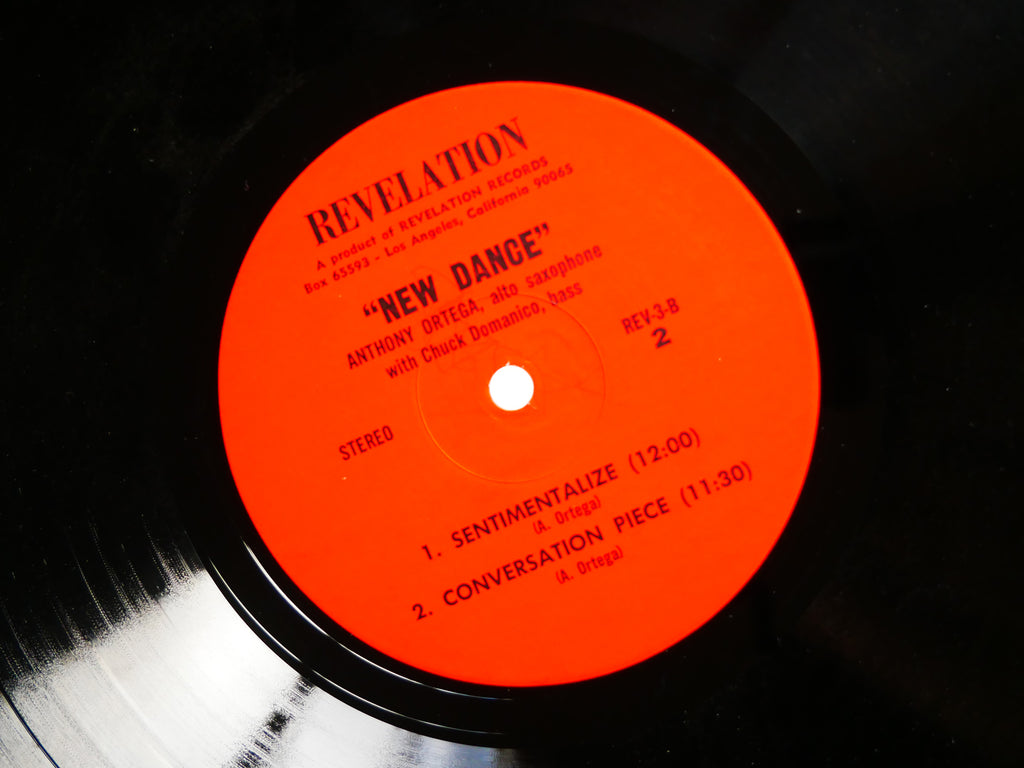 REVELATION
A product of REVELATION RECORDS
Box 65593 - Los Angeles, California 90065
“NEW DANCE”
ANTHONY ORTEGA, alto saxophone
with Chuck Domanico, bass
REV-3-B
2
STEREO
1. SENTIMENTALIZE (12:00)
(A. Ortega)
2. CONVERSATION PIECE (11:30)
(A. Ortega)